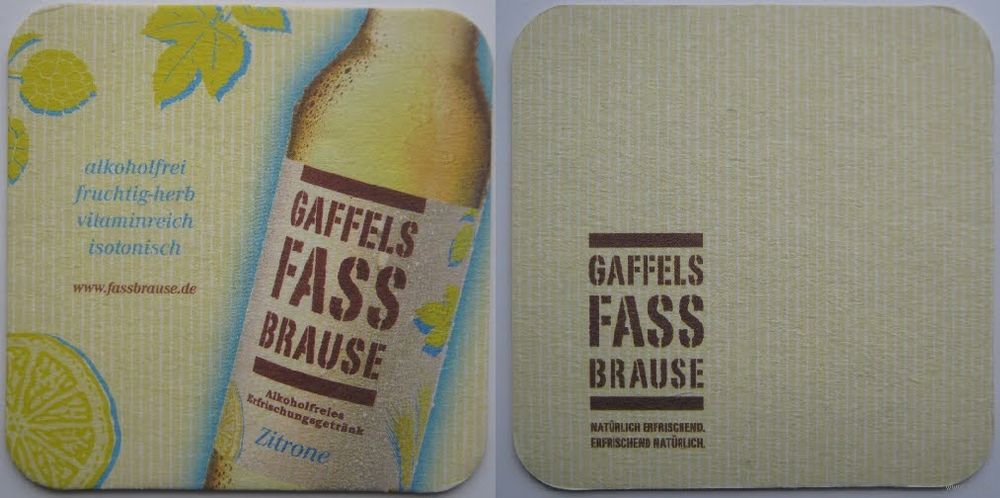 alkoholfrei
fruchtig-herb
vitaminreich
isotonisch
www.fassbrause.de
GAFFELS
FASS
BRAUSE
Alkoholfreies
Erfrischungsgetränk
Zitrone
GAFFELS
FASS
BRAUSE
NATÜRLICH ERFRISCHEND.
ERFRISCHEND NATÜRLICH.